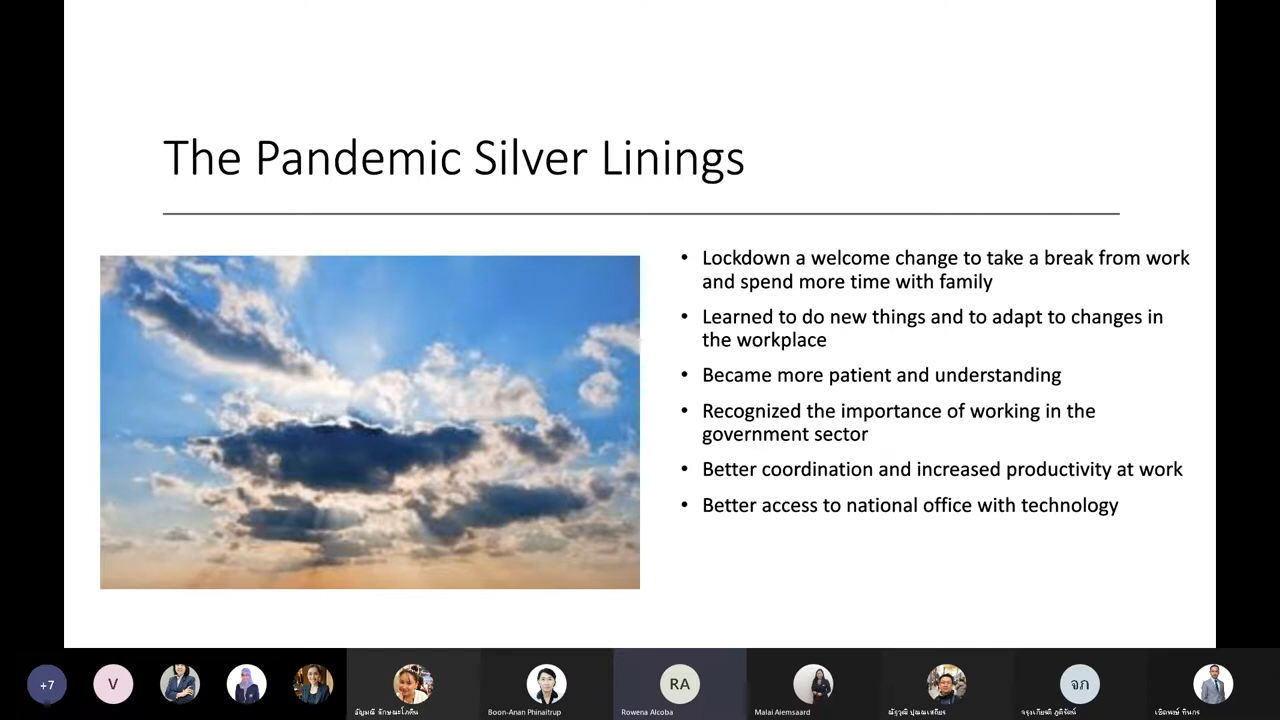 The Pandemic Silver Linings
• Lockdown a welcome change to take a break from work
and spend more time with family
• Learned to do new things and to adapt to changes in
the workplace
• Became more patient and understanding
• Recognized the importance of working in the
government sector
• Better coordination and increased productivity at work
• Better access to national office with technology
+7
V
RA
จภ
Boon-Anan Phinaitrup
Rowena Alcoba
Malai Aiemsaard